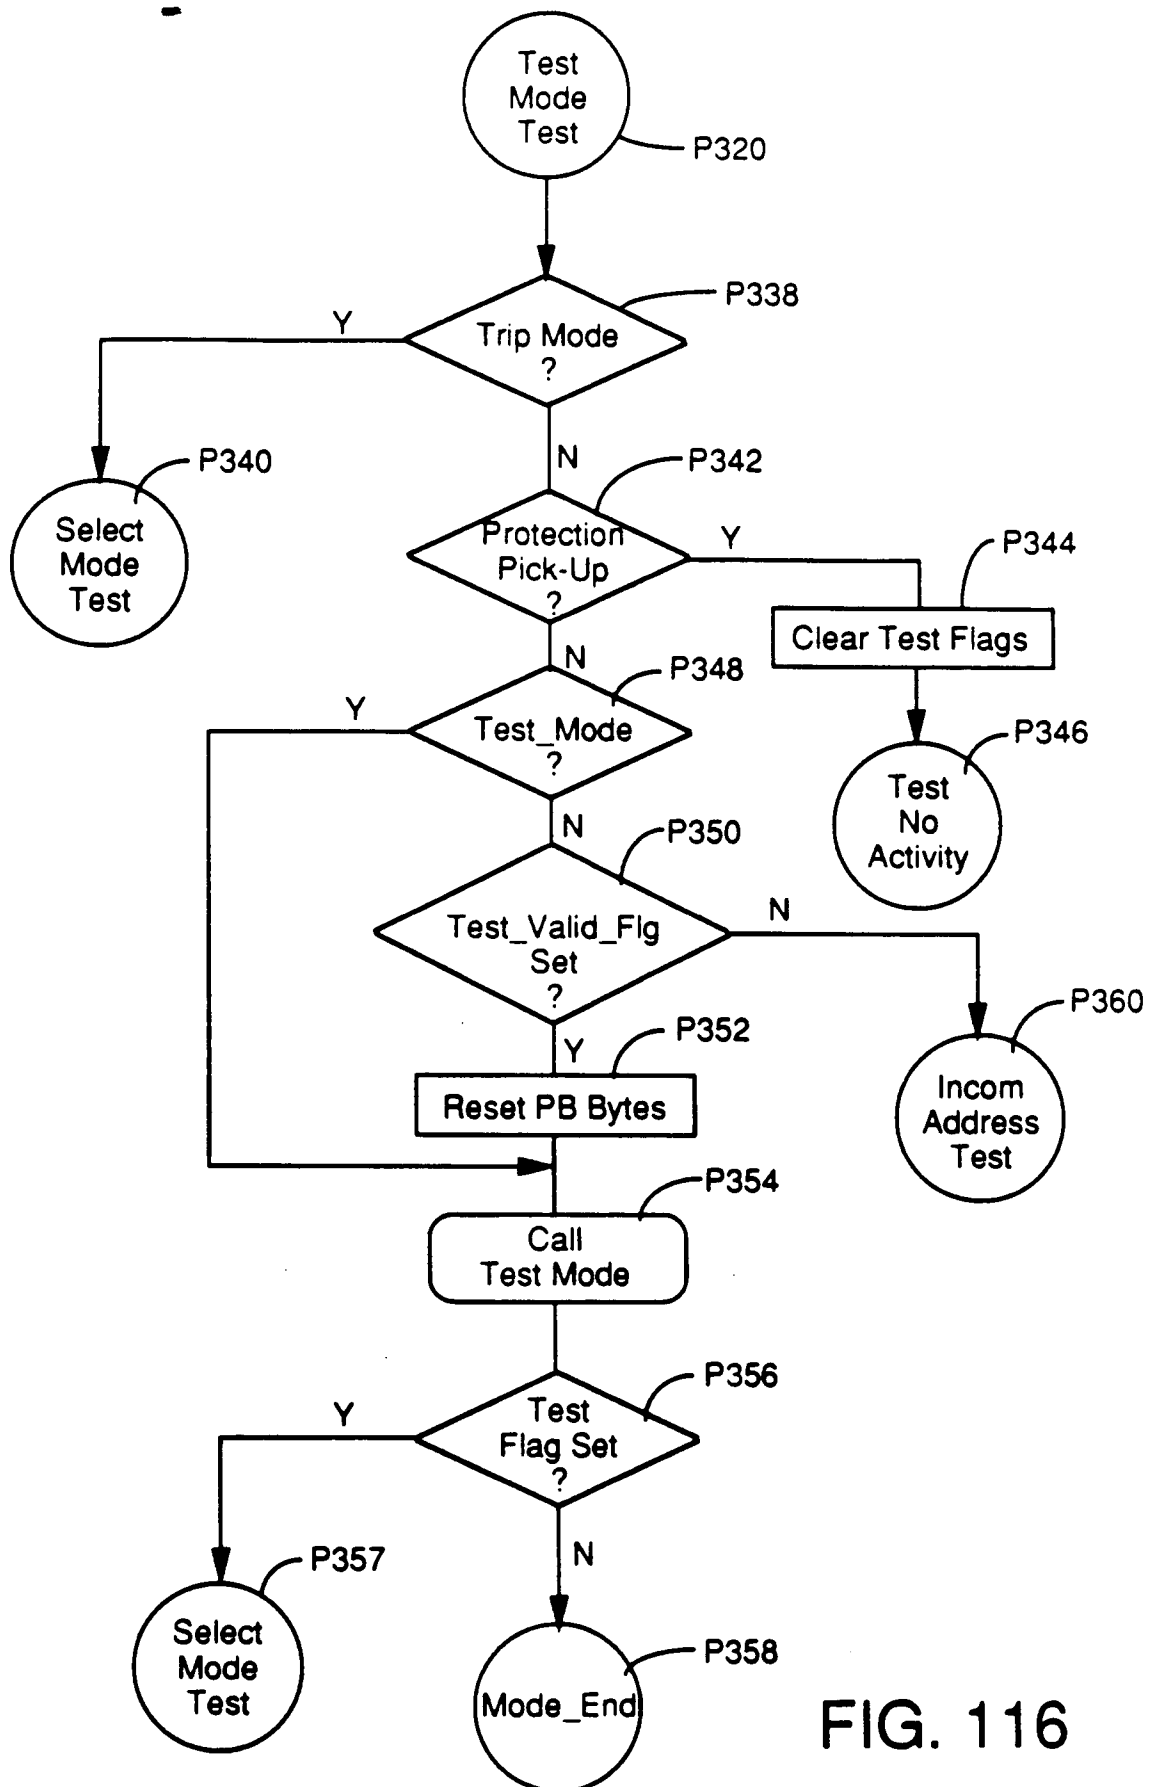 Test
Mode
Test
P320
P338
Y
Trip Mode
?
P340
N
P342
Select
Mode
Test
Protection
Pick-Up
?
Y
P344
Clear Test Flags
N
P348
Y
Test_Mode
?
P346
Test
No
Activity
N
P350
Test_Valid_Flg
Set
?
N
P360
Y
P352
Incom
Address
Test
Reset PB Bytes
P354
Call
Test Mode
P356
Y
Test
Flag Set
?
P357
N
Select
Mode
Test
P358
Mode_End
FIG. 116